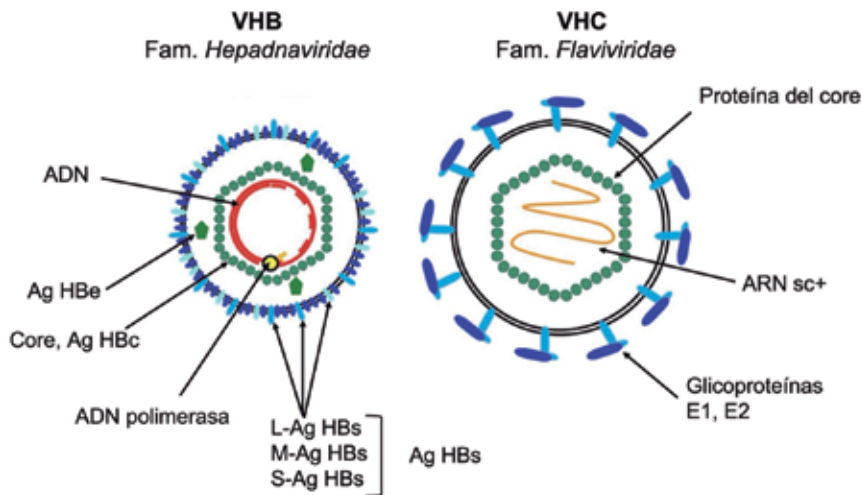 VHB
Fam. Hepadnaviridae
VHC
Fam. Flaviviridae
Proteína del core
ADN
Ag HBe
ARN sc+
Core, Ag HBc
ADN polimerasa
Glicoproteínas
E1, E2
L-Ag HBs
M-Ag HBs
S-Ag HBs
Ag HBs